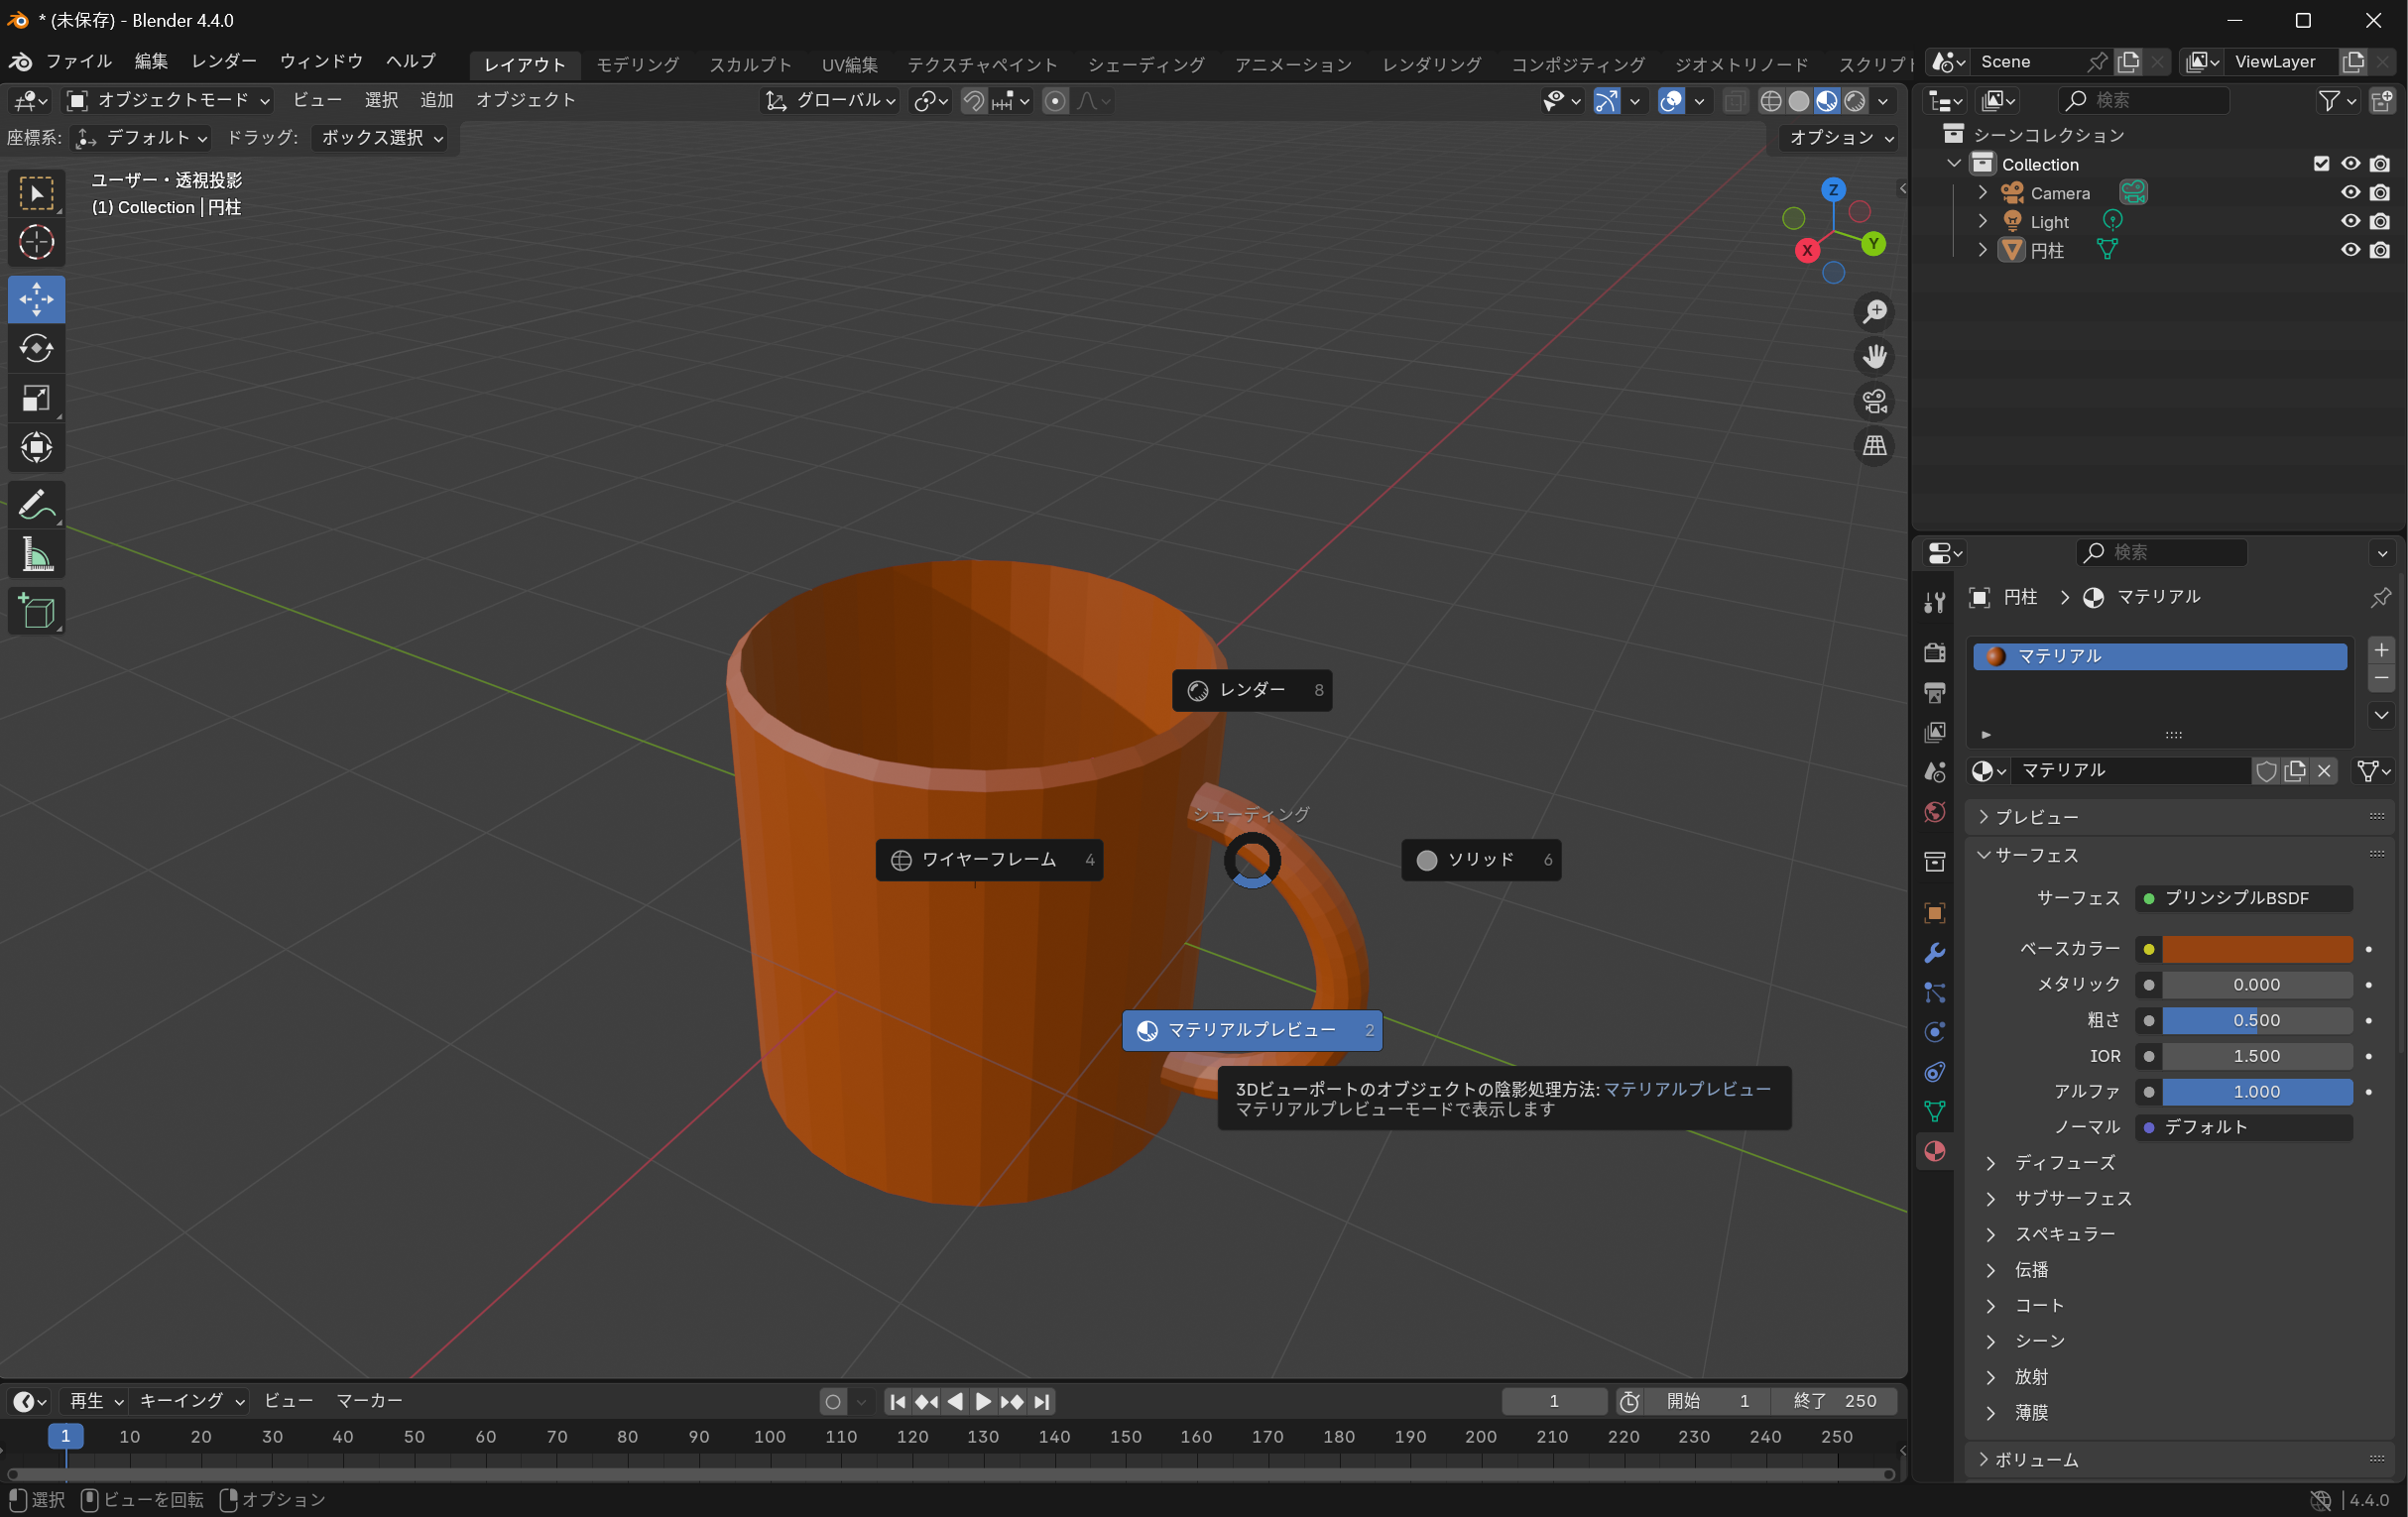 * (未保存) - Blender 4.4.0
ファイル 編集 レンダー ウィンドウ ヘルプ レイアウト モデリング スカルプト UV編集 テクスチャペイント シェーディング アニメーション レンダリング コンポジティング ジオメトリノード スクリプト Scene ViewLayer
オブジェクトモード ビュー 選択 追加 オブジェクト グローバル 検索
座標系: デフォルト ドラッグ: ボックス選択 オプション
シーンコレクション
Collection
Camera
Light
円柱
ユーザー・透視投影
(1) Collection | 円柱
Z
X
Y
レンダー 8
シェーディング
ワイヤーフレーム 4
ソリッド 6
マテリアルプレビュー 2
3Dビューポートのオブジェクトの陰影処理方法: マテリアルプレビュー
マテリアルプレビューモードで表示します
検索
円柱 > マテリアル
マテリアル
マテリアル
プレビュー
サーフェス
サーフェス プリンシプルBSDF
ベースカラー
メタリック 0.000
粗さ 0.500
IOR 1.500
アルファ 1.000
ノーマル デフォルト
ディフューズ
サブサーフェス
スペキュラー
伝播
コート
シーン
放射
薄膜
ボリューム
再生 キーイング ビュー マーカー 1 開始 1 終了 250
1 10 20 30 40 50 60 70 80 90 100 110 120 130 140 150 160 170 180 190 200 210 220 230 240 250
選択 ビューを回転 オプション 4.4.0